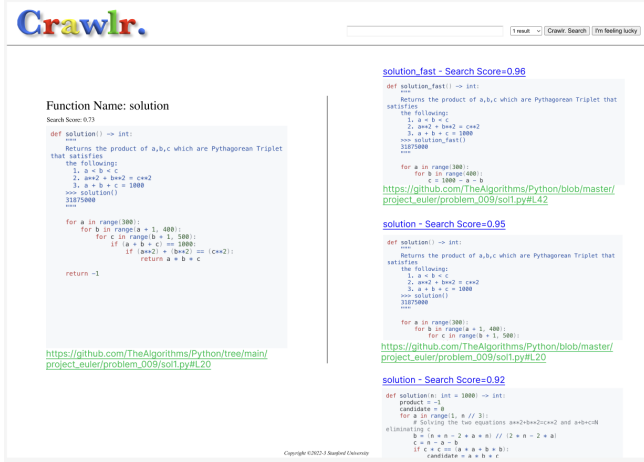 Crawlr.
1 result
Crawlr. Search
I'm feeling lucky
Function Name: solution
Search Score: 0.73
def solution() -> int:
"""
Returns the product of a,b,c which are Pythagorean Triplet
that satisfies
the following:
1. a < b < c
2. a**2 + b**2 = c**2
3. a + b + c = 1000
>>> solution()
31875000
"""
for a in range(300):
for b in range(a + 1, 400):
for c in range(b + 1, 500):
if (a + b + c) == 1000:
if (a**2) + (b**2) == (c**2):
return a * b * c
return -1
https://github.com/TheAlgorithms/Python/tree/main/
project_euler/problem_009/sol1.py#L20
solution_fast - Search Score=0.96
def solution_fast() -> int:
"""
Returns the product of a,b,c which are Pythagorean Triplet that
satisfies
the following:
1. a < b < c
2. a**2 + b**2 = c**2
3. a + b + c = 1000
>>> solution_fast()
31875000
"""
for a in range(300):
for b in range(400):
c = 1000 - a - b
https://github.com/TheAlgorithms/Python/blob/master/
project_euler/problem_009/sol1.py#L42
solution - Search Score=0.95
def solution() -> int:
"""
Returns the product of a,b,c which are Pythagorean Triplet that
satisfies
the following:
1. a < b < c
2. a**2 + b**2 = c**2
3. a + b + c = 1000
>>> solution()
31875000
"""
for a in range(300):
for b in range(a + 1, 400):
for c in range(b + 1, 500):
https://github.com/TheAlgorithms/Python/blob/master/
project_euler/problem_009/sol1.py#L20
solution - Search Score=0.92
def solution(n: int = 1000) -> int:
product = -1
candidate = 0
for a in range(1, n // 3):
# Solving the two equations a**2+b**2=c**2 and a+b+c=N
eliminating c
b = (n * n - 2 * a * n) // (2 * n - 2 * a)
c = n - a - b
if c * c == (a * a + b * b):
candidate = a * b * c
Copyright ©2022-3 Stanford University